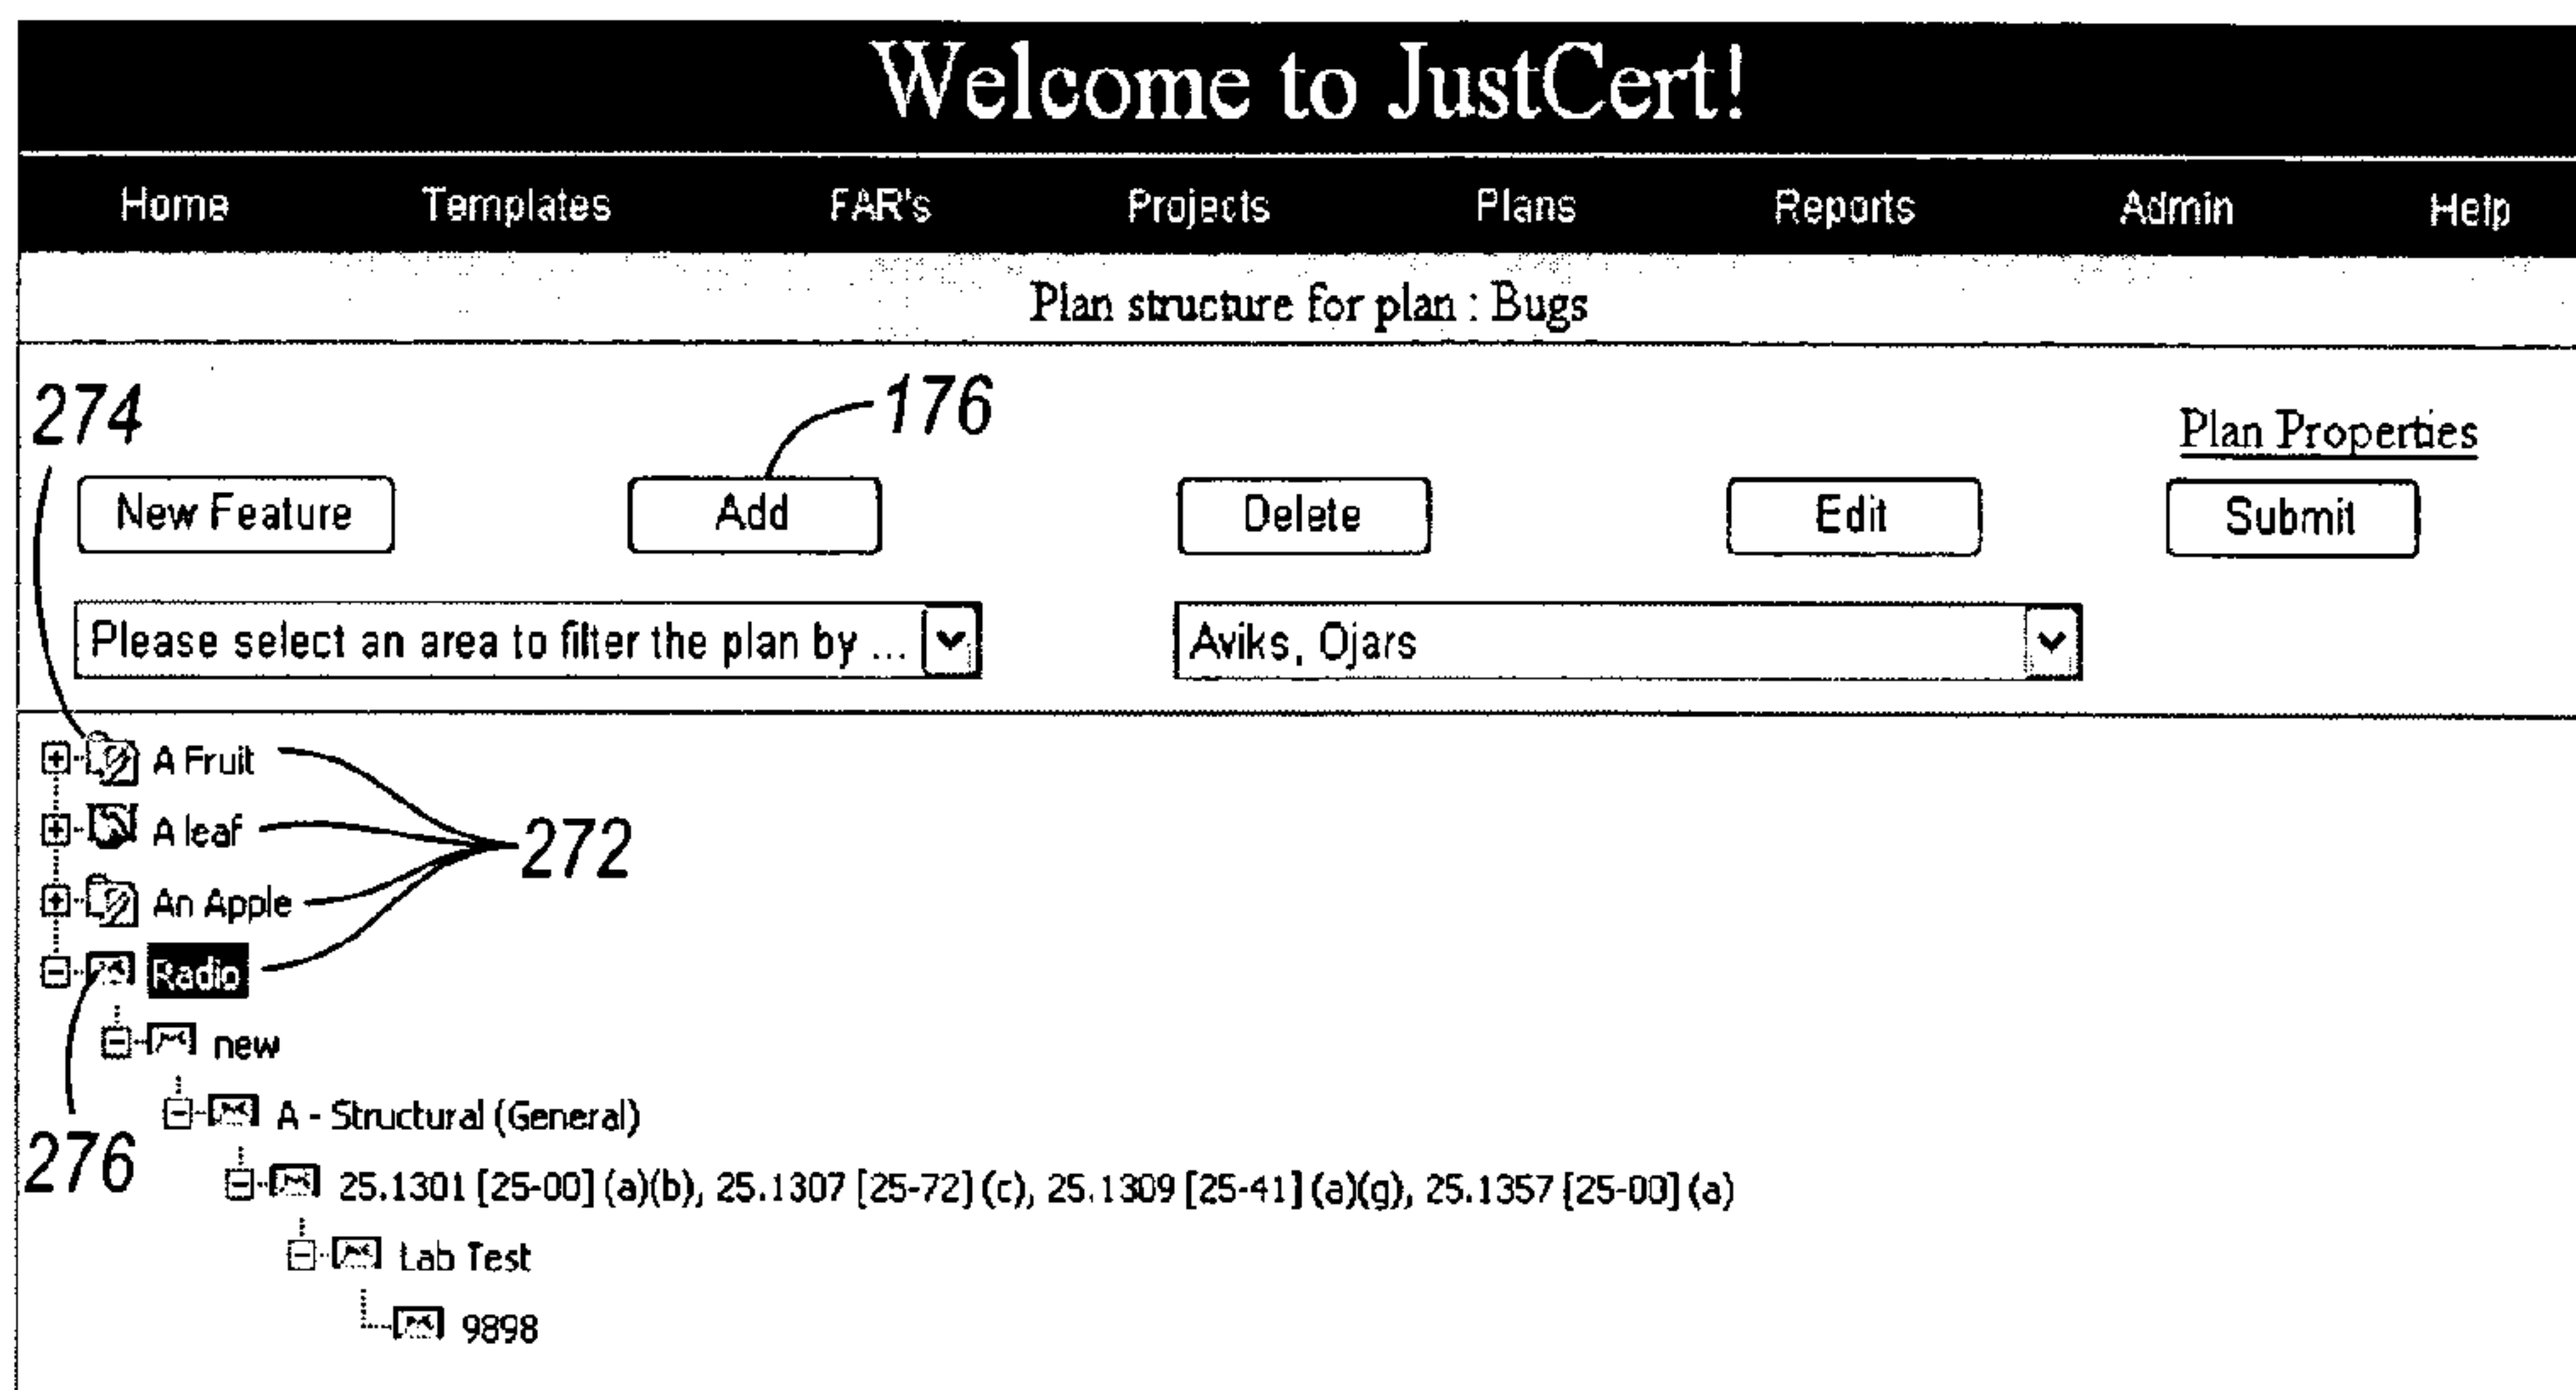 Welcome to JustCert!
Home Templates FAR's Projects Plans Reports Admin Help
Plan structure for plan : Bugs
274 176 Plan Properties
New Feature Add Delete Edit Submit
Please select an area to filter the plan by ... Aviks, Ojars
A Fruit
A leaf
272
An Apple
Radio
new
A - Structural (General)
276
25.1301 [25-00] (a)(b), 25.1307 [25-72] (c), 25.1309 [25-41] (a)(g), 25.1357 [25-00] (a)
Lab Test
9898